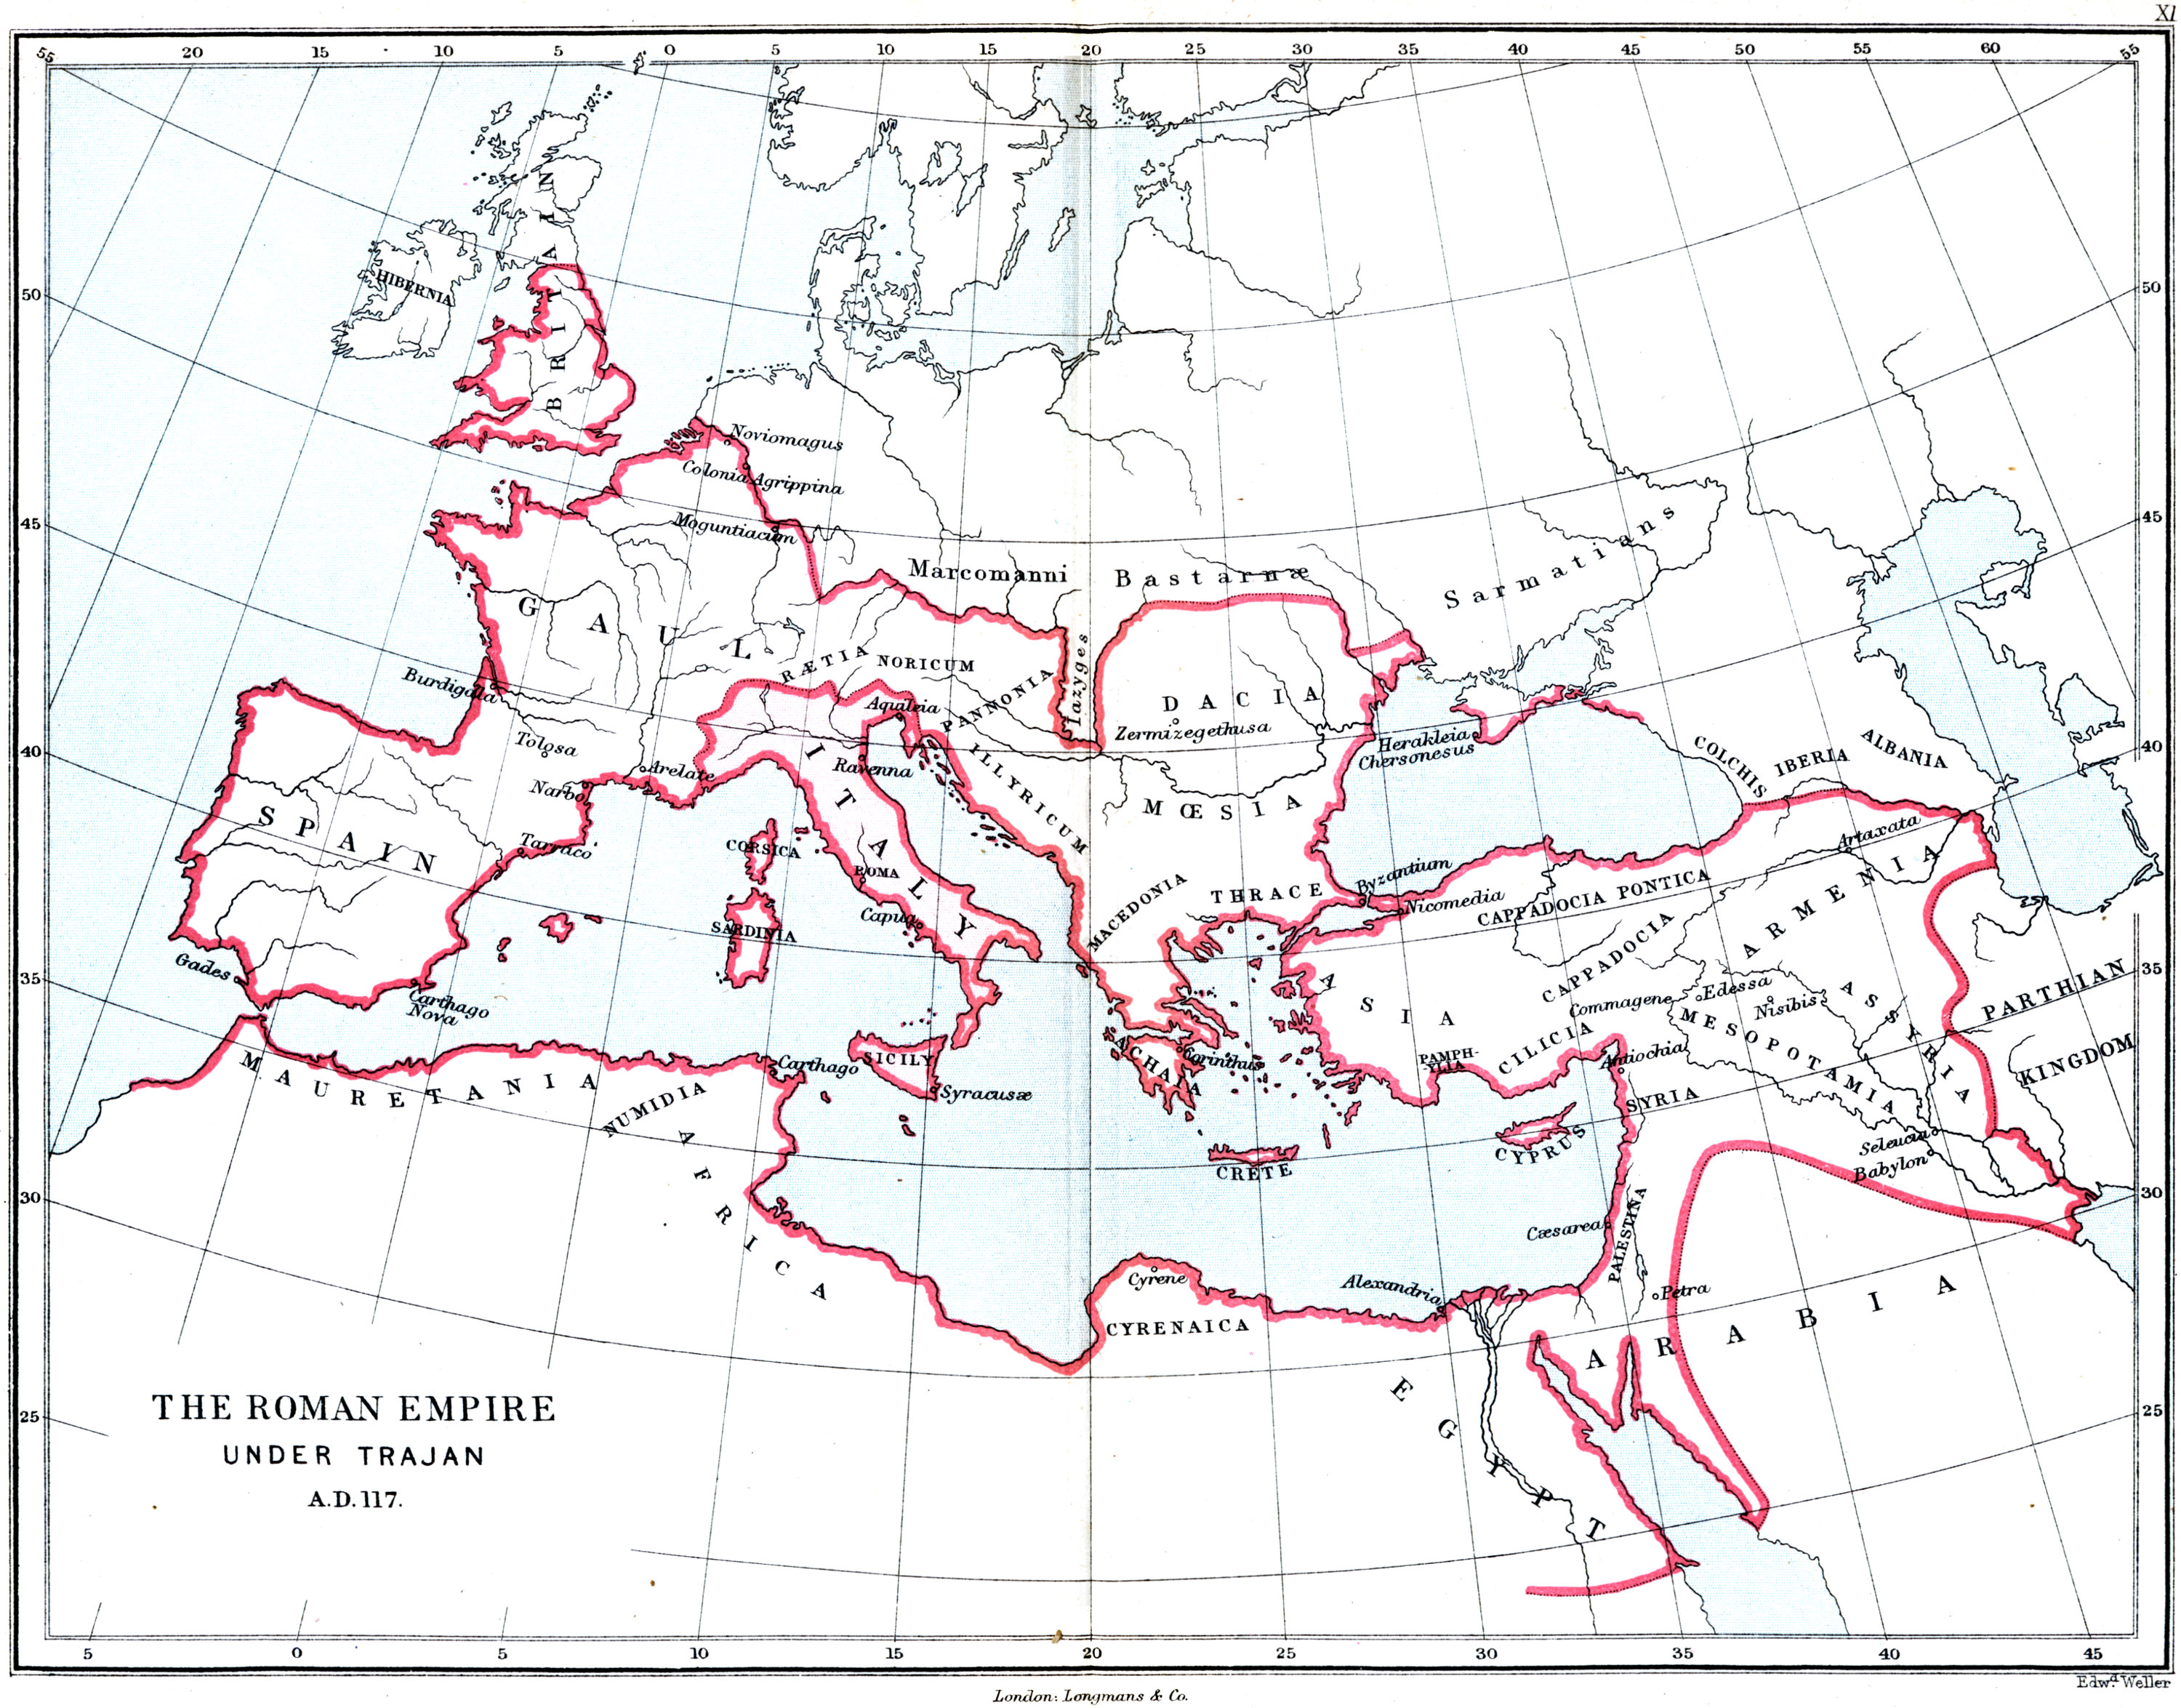 XI
55 20 15 10 5 0 5 10 15 20 25 30 35 40 45 50 55 60 55
BRITAIN
HIBERNIA
50
50
Noviomagus
Colonia Agrippina
Moguntiacum
45
45
Marcomanni
Bastarnæ
Sarmatians
GAUL
RÆTIA
NORICUM
PANNONIA
Iazyges
DACIA
Zermizegethusa
Burdigala
Aquileia
Tolosa
Arelate
Narbo
Ravenna
ITALY
ILLYRICUM
MŒSIA
Herakleia
Chersonesus
COLCHIS
IBERIA
ALBANIA
40
40
SPAIN
Tarraco
CORSICA
ROMA
Capua
SARDINIA
MACEDONIA
THRACE
Byzantium
Nicomedia
CAPPADOCIA PONTICA
Artaxata
ARMENIA
CAPPADOCIA
35
35
Gades
Carthago
Nova
ASIA
Commagene
Edessa
Nisibis
ASSYRIA
PARTHIAN
KINGDOM
MESOPOTAMIA
MAURETANIA
NUMIDIA
Carthago
SICILY
Syracusæ
ACHAIA
Corinthus
PAMPH-
YLIA
CILICIA
Antiochia
SYRIA
CRETE
CYPRUS
Seleucia
Babylon
AFRICA
30
30
Cæsarea
PALESTINA
Cyrene
CYRENAICA
Alexandria
Petra
ARABIA
EGYPT
25
25
THE ROMAN EMPIRE
UNDER TRAJAN
A.D. 117.
5 0 5 10 15 20 25 30 35 40 45
Edwd. Weller
London: Longmans & Co.